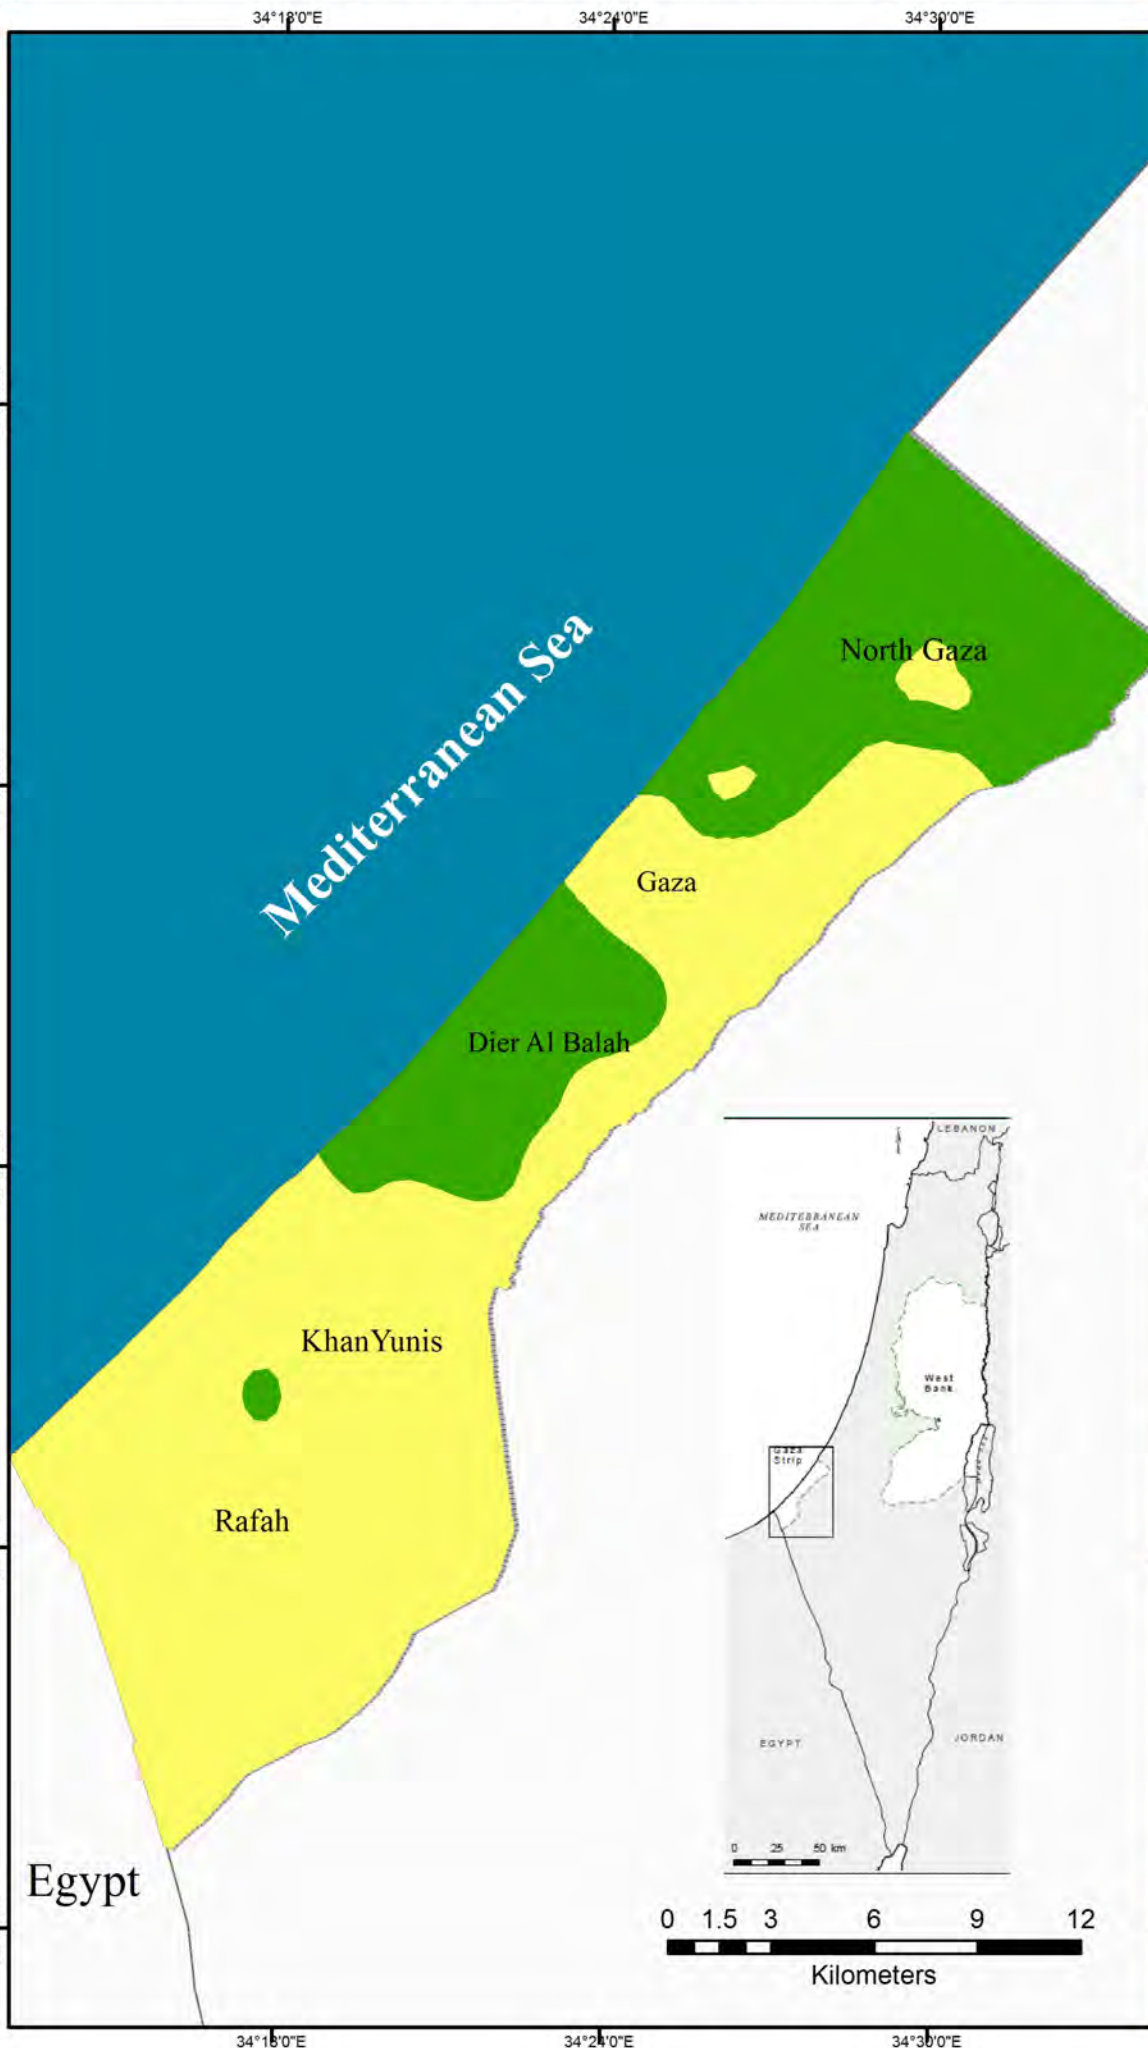 34°18'0"E
34°24'0"E
34°30'0"E
Mediterranean Sea
North Gaza
Gaza
Dier Al Balah
KhanYunis
Rafah
Egypt
LEBANON
MEDITERRANEAN
SEA
West
Bank
Gaza
Strip
EGYPT
JORDAN
0 25 50 km
0 1.5 3 6 9 12
Kilometers
34°18'0"E
34°24'0"E
34°30'0"E